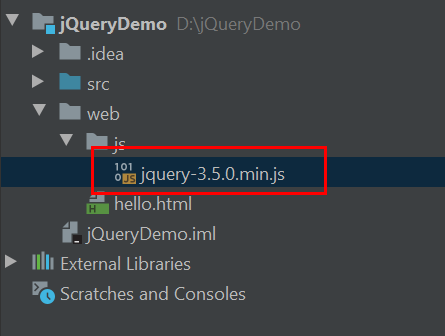 jQueryDemo D:\jQueryDemo
.idea
src
web
js
101
0 JS jquery-3.5.0.min.js
H hello.html
jQueryDemo.iml
External Libraries
Scratches and Consoles